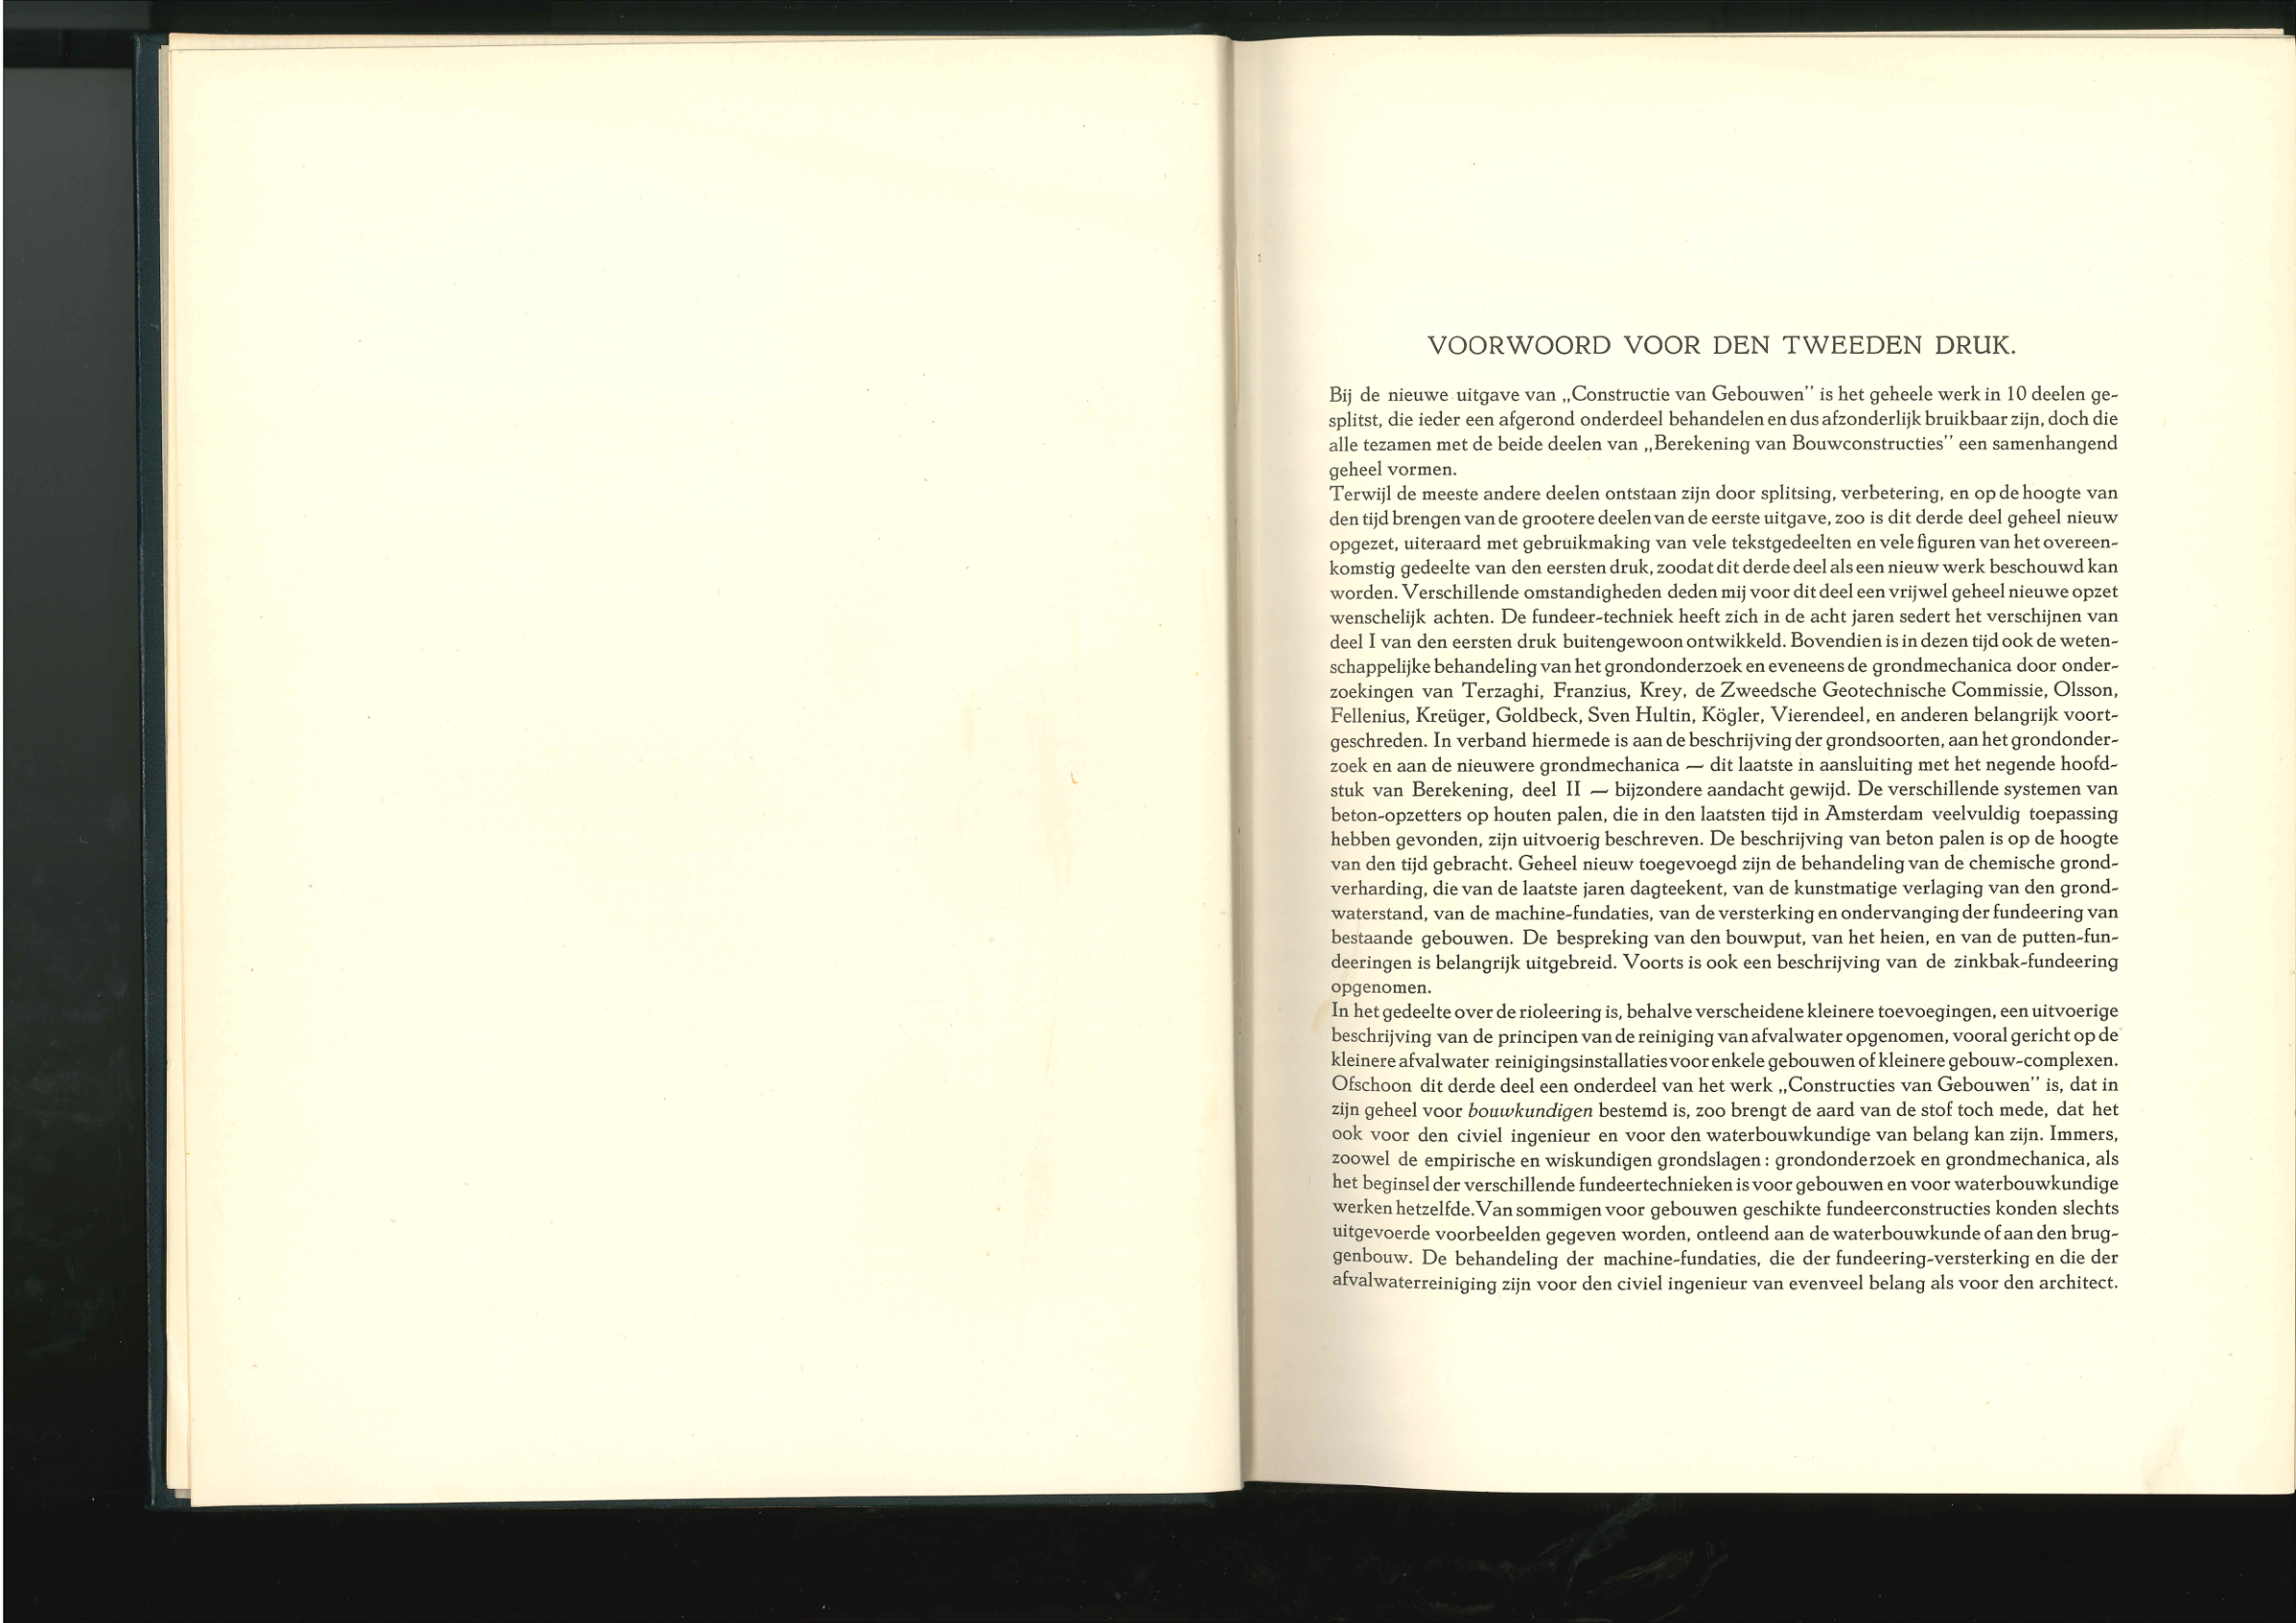 VOORWOORD VOOR DEN TWEEDEN DRUK.
Bij de nieuwe uitgave van „Constructie van Gebouwen” is het geheele werk in 10 deelen ge-
splitst, die ieder een afgerond onderdeel behandelen en dus afzonderlijk bruikbaar zijn, doch die
alle tezamen met de beide deelen van „Berekening van Bouwconstructies” een samenhangend
geheel vormen.
Terwijl de meeste andere deelen ontstaan zijn door splitsing, verbetering, en op de hoogte van
den tijd brengen van de grootere deelen van de eerste uitgave, zoo is dit derde deel geheel nieuw
opgezet, uiteraard met gebruikmaking van vele tekstgedeelten en vele figuren van het overeen-
komstig gedeelte van den eersten druk, zoodat dit derde deel als een nieuw werk beschouwd kan
worden. Verschillende omstandigheden deden mij voor dit deel een vrijwel geheel nieuwe opzet
wenschelijk achten. De fundeer-techniek heeft zich in de acht jaren sedert het verschijnen van
deel I van den eersten druk buitengewoon ontwikkeld. Bovendien is in dezen tijd ook de weten-
schappelijke behandeling van het grondonderzoek en eveneens de grondmechanica door onder-
zoekingen van Terzaghi, Franzius, Krey, de Zweedsche Geotechnische Commissie, Olsson,
Fellenius, Kreüger, Goldbeck, Sven Hultin, Kögler, Vierendeel, en anderen belangrijk voort-
geschreden. In verband hiermede is aan de beschrijving der grondsoorten, aan het grondonder-
zoek en aan de nieuwere grondmechanica — dit laatste in aansluiting met het negende hoofd-
stuk van Berekening, deel II — bijzondere aandacht gewijd. De verschillende systemen van
beton-opzetters op houten palen, die in den laatsten tijd in Amsterdam veelvuldig toepassing
hebben gevonden, zijn uitvoerig beschreven. De beschrijving van beton palen is op de hoogte
van den tijd gebracht. Geheel nieuw toegevoegd zijn de behandeling van de chemische grond-
verharding, die van de laatste jaren dagteekent, van de kunstmatige verlaging van den grond-
waterstand, van de machine-fundaties, van de versterking en ondervanging der fundeering van
bestaande gebouwen. De bespreking van den bouwput, van het heien, en van de putten-fun-
deeringen is belangrijk uitgebreid. Voorts is ook een beschrijving van de zinkbak-fundeering
opgenomen.
In het gedeelte over de rioleering is, behalve verscheidene kleinere toevoegingen, een uitvoerige
beschrijving van de principen van de reiniging van afvalwater opgenomen, vooral gericht op de
kleinere afvalwater reinigingsinstallaties voor enkele gebouwen of kleinere gebouw-complexen.
Ofschoon dit derde deel een onderdeel van het werk „Constructies van Gebouwen” is, dat in
zijn geheel voor bouwkundigen bestemd is, zoo brengt de aard van de stof toch mede, dat het
ook voor den civiel ingenieur en voor den waterbouwkundige van belang kan zijn. Immers,
zoowel de empirische en wiskundigen grondslagen: grondonderzoek en grondmechanica, als
het beginsel der verschillende fundeertechnieken is voor gebouwen en voor waterbouwkundige
werken hetzelfde. Van sommigen voor gebouwen geschikte fundeerconstructies konden slechts
uitgevoerde voorbeelden gegeven worden, ontleend aan de waterbouwkunde of aan den brug-
genbouw. De behandeling der machine-fundaties, die der fundeering-versterking en die der
afvalwaterreiniging zijn voor den civiel ingenieur van evenveel belang als voor den architect.